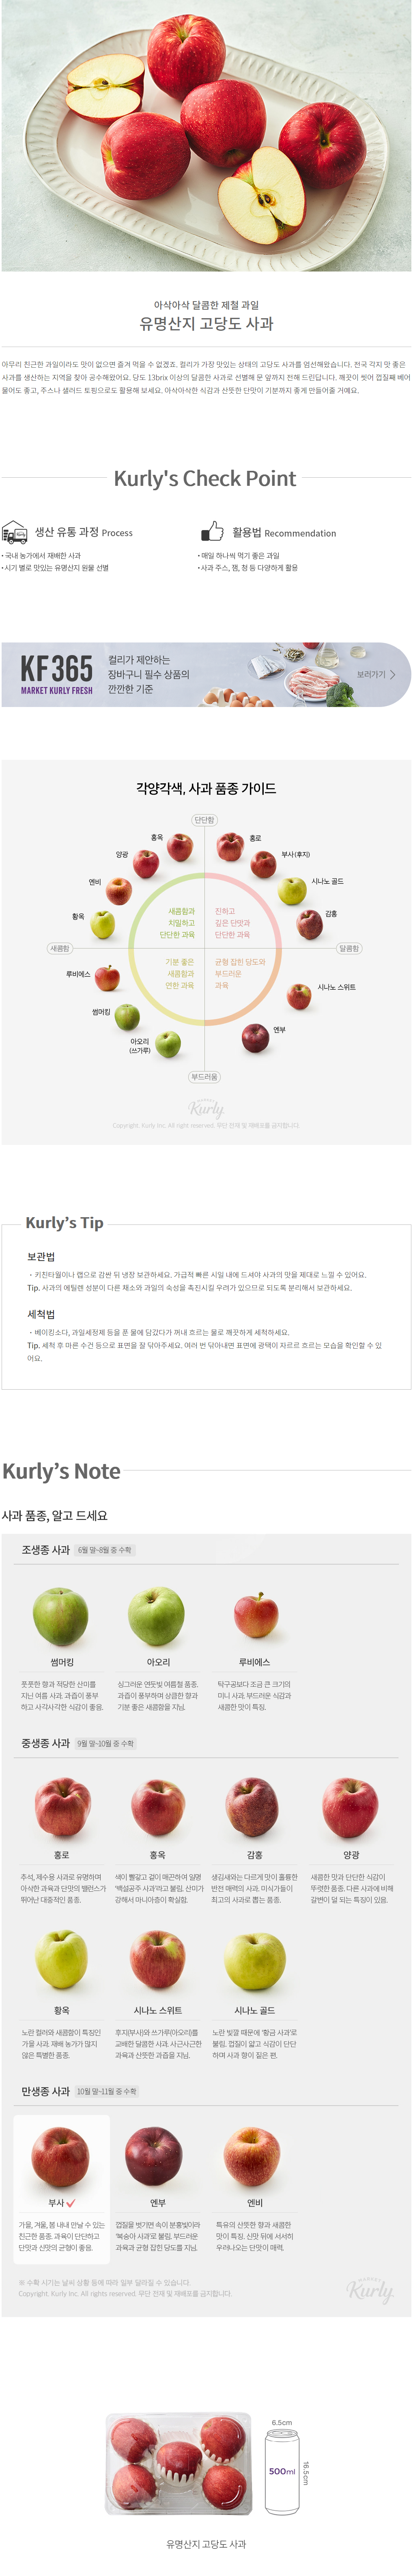 아삭아삭 달콤한 제철 과일
유명산지 고당도 사과
아무리 친근한 과일이라도 맛이 없으면 즐겨 먹을 수 없겠죠. 컬리가 가장 맛있는 상태의 고당도 사과를 엄선해왔습니다. 전국 각지 맛 좋은
사과를 생산하는 지역을 찾아 공수해왔어요. 당도 13brix 이상의 달콤한 사과로 선별해 문 앞까지 전해 드린답니다. 깨끗이 씻어 껍질째 베어
물어도 좋고, 주스나 샐러드 토핑으로도 활용해 보세요. 아삭아삭한 식감과 산뜻한 단맛이 기분까지 좋게 만들어줄 거예요.
Kurly's Check Point
생산 유통 과정 Process
• 국내 농가에서 재배한 사과
• 시기 별로 맛있는 유명산지 원물 선별
활용법 Recommendation
• 매일 하나씩 먹기 좋은 과일
• 사과 주스, 잼, 청 등 다양하게 활용
KF365
MARKET KURLY FRESH
컬리가 제안하는
장바구니 필수 상품의
깐깐한 기준
보러가기
각양각색, 사과 품종 가이드
단단함
홍옥
홍로
양광
부사(후지)
엔비
시나노 골드
황옥
감홍
새콤함과
치밀하고
단단한 과육
진하고
깊은 단맛과
단단한 과육
새콤함
달콤함
기분 좋은
새콤함과
연한 과육
균형 잡힌 당도와
부드러운
과육
루비에스
시나노 스위트
썸머킹
아오리
(쓰가루)
엔부
부드러움
MARKET
Kurly
Copyright. Kurly Inc. All right reserved. 무단 전재 및 재배포를 금지합니다.
Kurly's Tip
보관법
· 키친타월이나 랩으로 감싼 뒤 냉장 보관하세요. 가급적 빠른 시일 내에 드셔야 사과의 맛을 제대로 느낄 수 있어요.
Tip. 사과의 에틸렌 성분이 다른 채소와 과일의 숙성을 촉진시킬 우려가 있으므로 되도록 분리해서 보관하세요.
세척법
· 베이킹소다, 과일세정제 등을 푼 물에 담갔다가 꺼내 흐르는 물로 깨끗하게 세척하세요.
Tip. 세척 후 마른 수건 등으로 표면을 잘 닦아주세요. 여러 번 닦아내면 표면에 광택이 자르르 흐르는 모습을 확인할 수 있
어요.
Kurly's Note
사과 품종, 알고 드세요
조생종 사과 6월 말~8월 중 수확
썸머킹
풋풋한 향과 적당한 산미를
지닌 여름 사과. 과즙이 풍부
하고 사각사각한 식감이 좋음.
아오리
싱그러운 연둣빛 여름철 품종.
과즙이 풍부하며 상큼한 향과
기분 좋은 새콤함을 지님.
루비에스
탁구공보다 조금 큰 크기의
미니 사과. 부드러운 식감과
새콤한 맛이 특징.
중생종 사과 9월 말~10월 중 수확
홍로
추석, 제수용 사과로 유명하며
아삭한 과육과 단맛의 밸런스가
뛰어난 대중적인 품종.
홍옥
색이 빨갛고 겉이 매끈하여 일명
'백설공주 사과'라고 불림. 산미가
강해서 마니아층이 확실함.
감홍
생김새와는 다르게 맛이 훌륭한
반전 매력의 사과. 미식가들이
최고의 사과로 뽑는 품종.
양광
새콤한 맛과 단단한 식감이
뚜렷한 품종. 다른 사과에 비해
갈변이 덜 되는 특징이 있음.
황옥
노란 컬러와 새콤함이 특징인
가을 사과. 재배 농가가 많지
않은 특별한 품종.
시나노 스위트
후지(부사)와 쓰가루(아오리)를
교배한 달콤한 사과. 사근사근한
과육과 산뜻한 과즙을 지님.
시나노 골드
노란 빛깔 때문에 '황금 사과'로
불림. 껍질이 얇고 식감이 단단
하며 사과 향이 짙은 편.
만생종 사과 10월 말~11월 중 수확
부사
가을, 겨울, 봄 내내 만날 수 있는
친근한 품종. 과육이 단단하고
단맛과 신맛의 균형이 좋음.
엔부
껍질을 벗기면 속이 분홍빛이라
'복숭아 사과'로 불림. 부드러운
과육과 균형 잡힌 당도를 지님.
엔비
특유의 산뜻한 향과 새콤한
맛이 특징. 신맛 뒤에 서서히
우러나오는 단맛이 매력.
※ 수확 시기는 날씨 상황 등에 따라 일부 달라질 수 있습니다.
Copyright. Kurly Inc. All rights reserved. 무단 전재 및 재배포를 금지합니다.
MARKET
Kurly
6.5cm
500ml
16.5cm
유명산지 고당도 사과